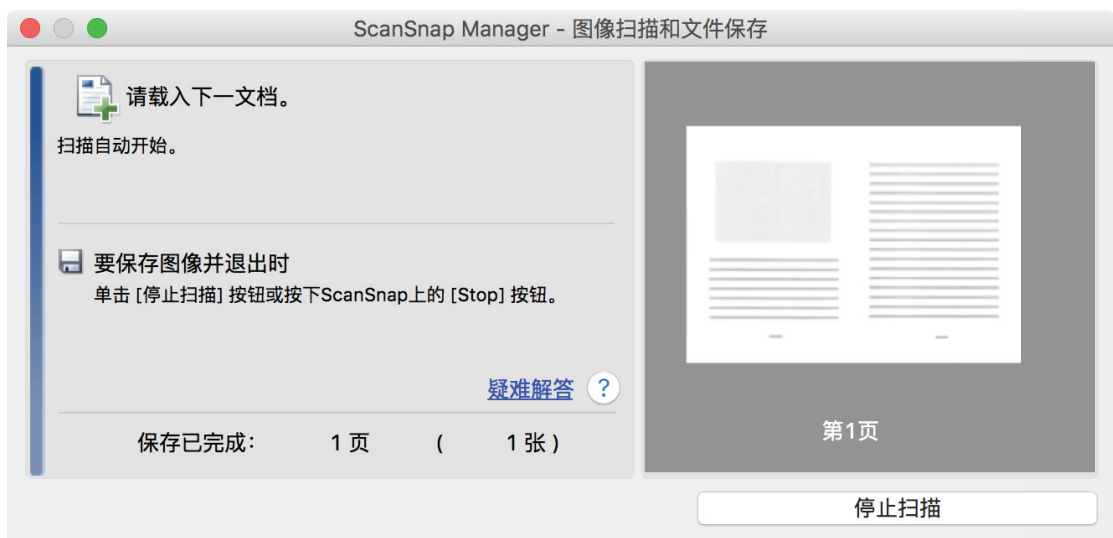 ScanSnap Manager - 图像扫描和文件保存
请载入下一文档。
扫描自动开始。
要保存图像并退出时
单击 [停止扫描] 按钮或按下ScanSnap上的 [Stop] 按钮。
疑难解答 ?
保存已完成： 1 页 ( 1 张 )
第1页
停止扫描